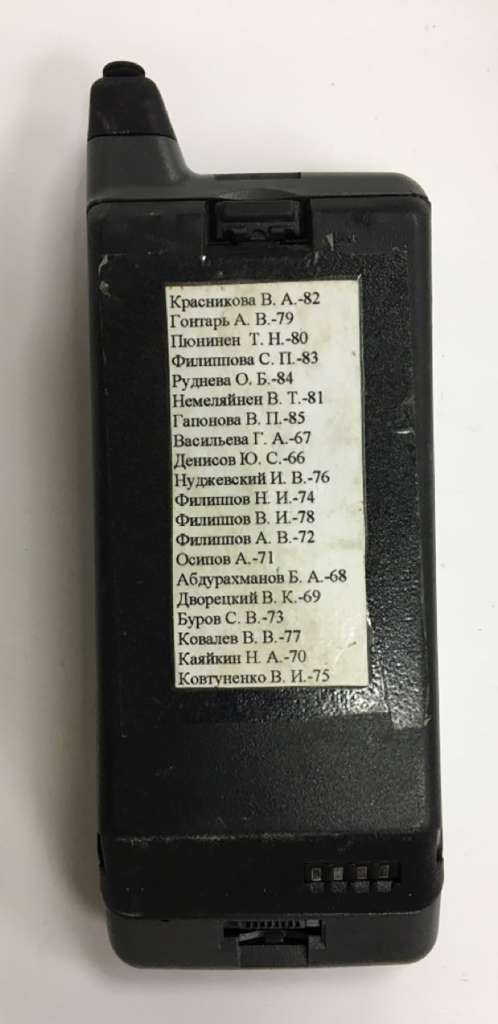 Красникова В. А.-82
Гонтарь А. В.-79
Пюнинен Т. Н.-80
Филиппова С. П.-83
Руднева О. Б.-84
Немеляйнен В. Т.-81
Гапонова В. П.-85
Васильева Г. А.-67
Денисов Ю. С.-66
Нуджевский И. В.-76
Филиппов Н. И.-74
Филиппов В. И.-78
Филиппов А. В.-72
Осипов А.-71
Абдурахманов Б. А.-68
Дворецкий В. К.-69
Буров С. В.-73
Ковалев В. В.-77
Каяйкин Н. А.-70
Ковтуненко В. И.-75